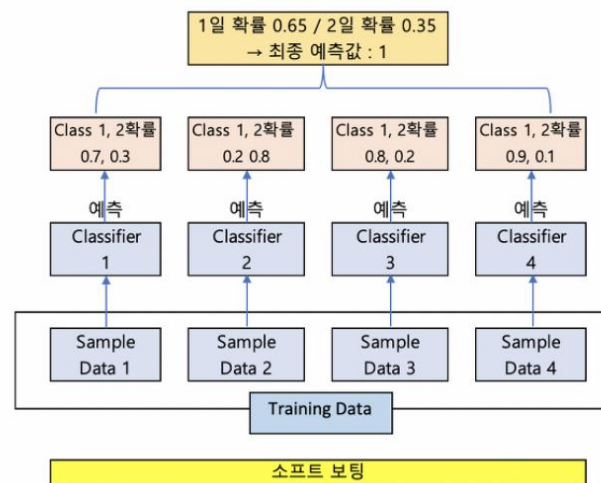 1일 확률 0.65 / 2일 확률 0.35
→ 최종 예측값 : 1
Class 1, 2확률
0.7, 0.3
Class 1, 2확률
0.2 0.8
Class 1, 2확률
0.8, 0.2
Class 1, 2확률
0.9, 0.1
예측
예측
예측
예측
Classifier
1
Classifier
2
Classifier
3
Classifier
4
Sample
Data 1
Sample
Data 2
Sample
Data 3
Sample
Data 4
Training Data
소프트 보팅